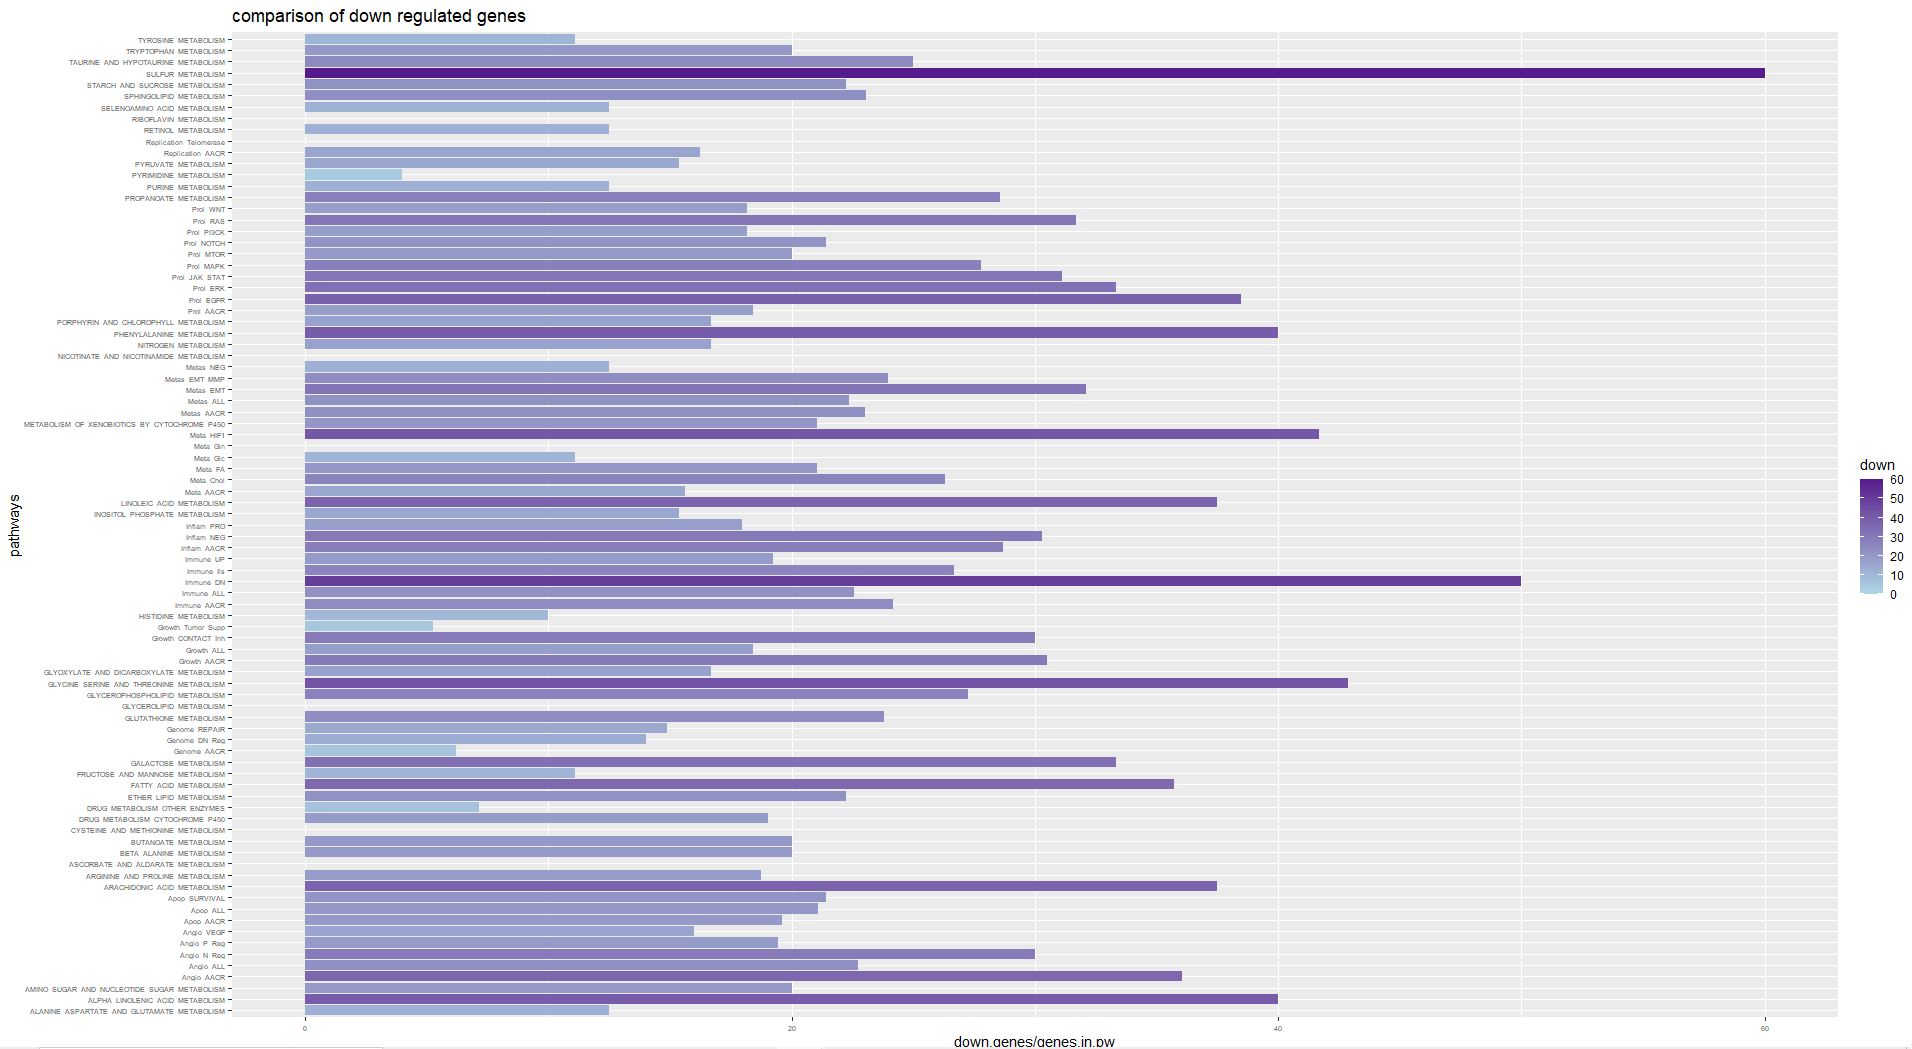 comparison of down regulated genes
TYROSINE METABOLISM
TRYPTOPHAN METABOLISM
TAURINE AND HYPOTAURINE METABOLISM
SULFUR METABOLISM
STARCH AND SUCROSE METABOLISM
SPHINGOLIPID METABOLISM
SELENOAMINO ACID METABOLISM
RIBOFLAVIN METABOLISM
RETINOL METABOLISM
Replication Telomerase
Replication AACR
PYRUVATE METABOLISM
PYRIMIDINE METABOLISM
PURINE METABOLISM
PROPANOATE METABOLISM
Prol WNT
Prol RAS
Prol PI3CK
Prol NOTCH
Prol MTOR
Prol MAPK
Prol JAK STAT
Prol ERK
Prol EGFR
Prol AACR
PORPHYRIN AND CHLOROPHYLL METABOLISM
PHENYLALANINE METABOLISM
NITROGEN METABOLISM
NICOTINATE AND NICOTINAMIDE METABOLISM
Metas NEG
Metas EMT MMP
Metas EMT
Metas ALL
Metas AACR
METABOLISM OF XENOBIOTICS BY CYTOCHROME P450
Meta HIF1
Meta Gln
Meta Glc
Meta FA
Meta Chol
Meta AACR
LINOLEIC ACID METABOLISM
INOSITOL PHOSPHATE METABOLISM
Inflam PRO
Inflam NEG
Inflam AACR
Immune UP
Immune Ils
Immune DN
Immune ALL
Immune AACR
HISTIDINE METABOLISM
Growth Tumor Supp
Growth CONTACT Inh
Growth ALL
Growth AACR
GLYOXYLATE AND DICARBOXYLATE METABOLISM
GLYCINE SERINE AND THREONINE METABOLISM
GLYCEROPHOSPHOLIPID METABOLISM
GLYCEROLIPID METABOLISM
GLUTATHIONE METABOLISM
Genome REPAIR
Genome DN Reg
Genome AACR
GALACTOSE METABOLISM
FRUCTOSE AND MANNOSE METABOLISM
FATTY ACID METABOLISM
ETHER LIPID METABOLISM
DRUG METABOLISM OTHER ENZYMES
DRUG METABOLISM CYTOCHROME P450
CYSTEINE AND METHIONINE METABOLISM
BUTANOATE METABOLISM
BETA ALANINE METABOLISM
ASCORBATE AND ALDARATE METABOLISM
ARGININE AND PROLINE METABOLISM
ARACHIDONIC ACID METABOLISM
Apop SURVIVAL
Apop ALL
Apop AACR
Angio VEGF
Angio P Reg
Angio N Reg
Angio ALL
Angio AACR
AMINO SUGAR AND NUCLEOTIDE SUGAR METABOLISM
ALPHA LINOLENIC ACID METABOLISM
ALANINE ASPARTATE AND GLUTAMATE METABOLISM
pathways
0 20 40 60
down.genes/genes.in.pw
down
60
50
40
30
20
10
0